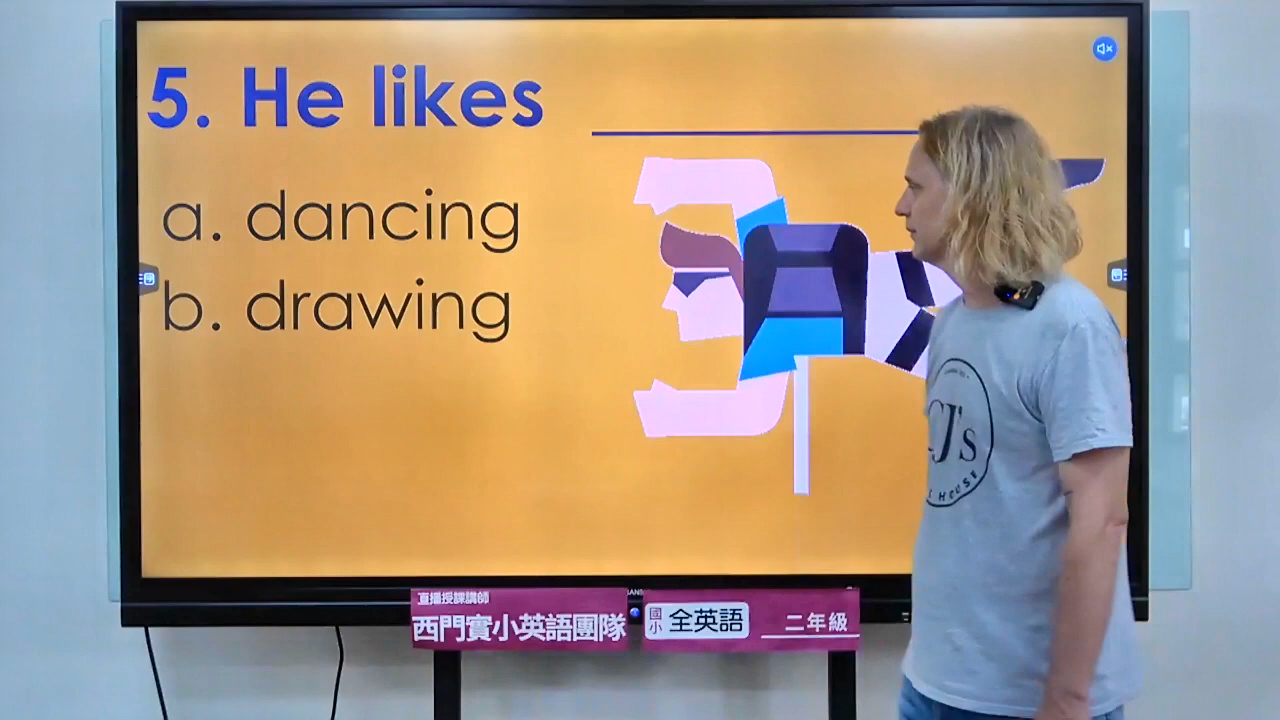 5. He likes
a. dancing
b. drawing
CJ's
直播授課講師
西門實小英語團隊
國小 全英語 二年級